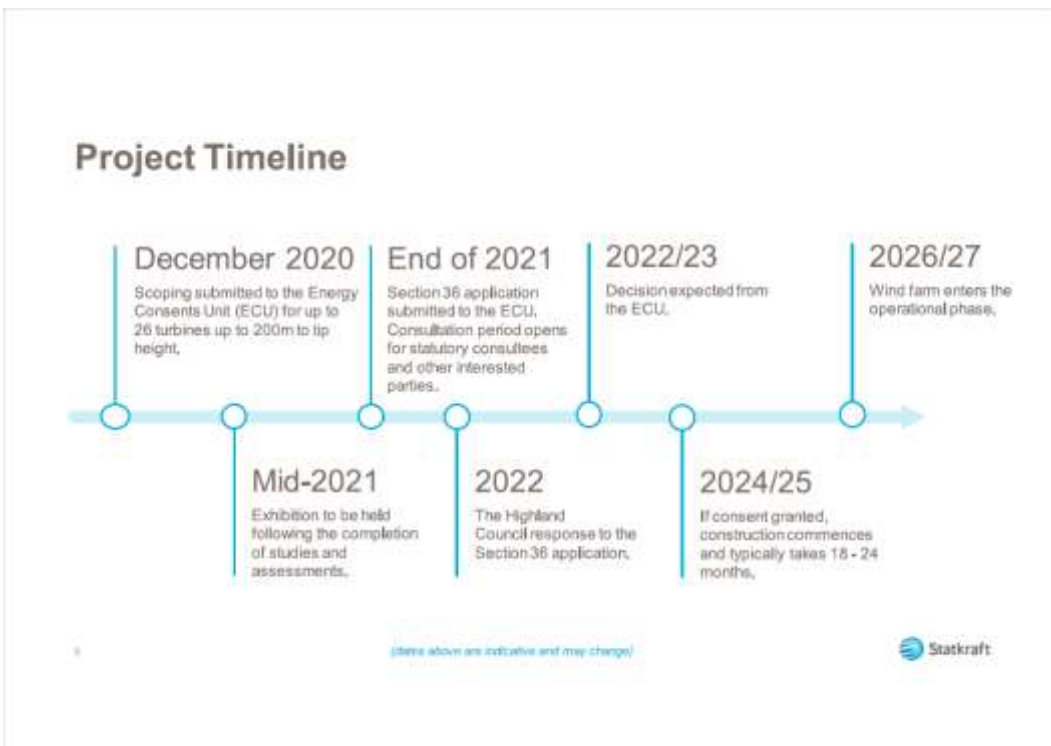 Project Timeline
December 2020
Scoping submitted to the Energy
Consents Unit (ECU) for up to
26 turbines up to 200m to tip
height.
End of 2021
Section 36 application
submitted to the ECU.
Consultation period opens
for statutory consultees
and other interested
parties.
2022/23
Decision expected from
the ECU.
2026/27
Wind farm enters the
operational phase.
Mid-2021
Exhibition to be held
following the completion
of studies and
assessments.
2022
The Highland
Council response to the
Section 36 application.
2024/25
If consent granted,
construction commences
and typically takes 18 - 24
months.
(dates above are indicative and may change)
Statkraft